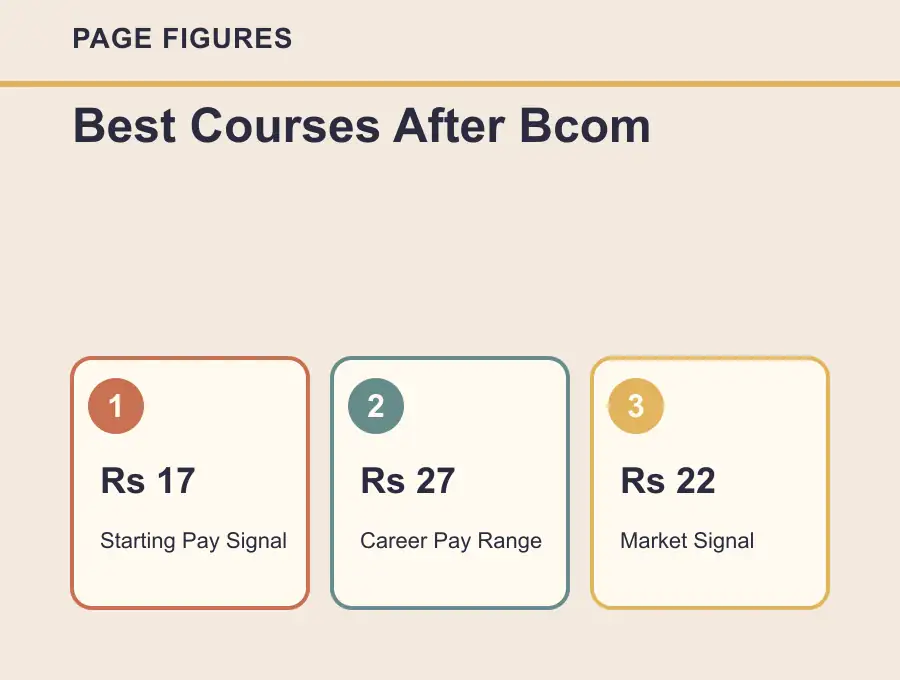 PAGE FIGURES
Best Courses After Bcom
1
Rs 17
Starting Pay Signal
2
Rs 27
Career Pay Range
3
Rs 22
Market Signal